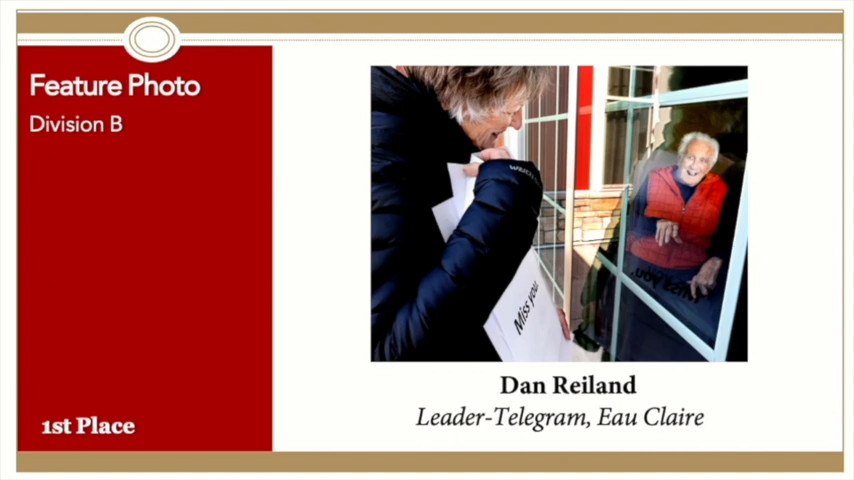 Feature Photo
Division B
Miss you.
Dan Reiland
Leader-Telegram, Eau Claire
1st Place